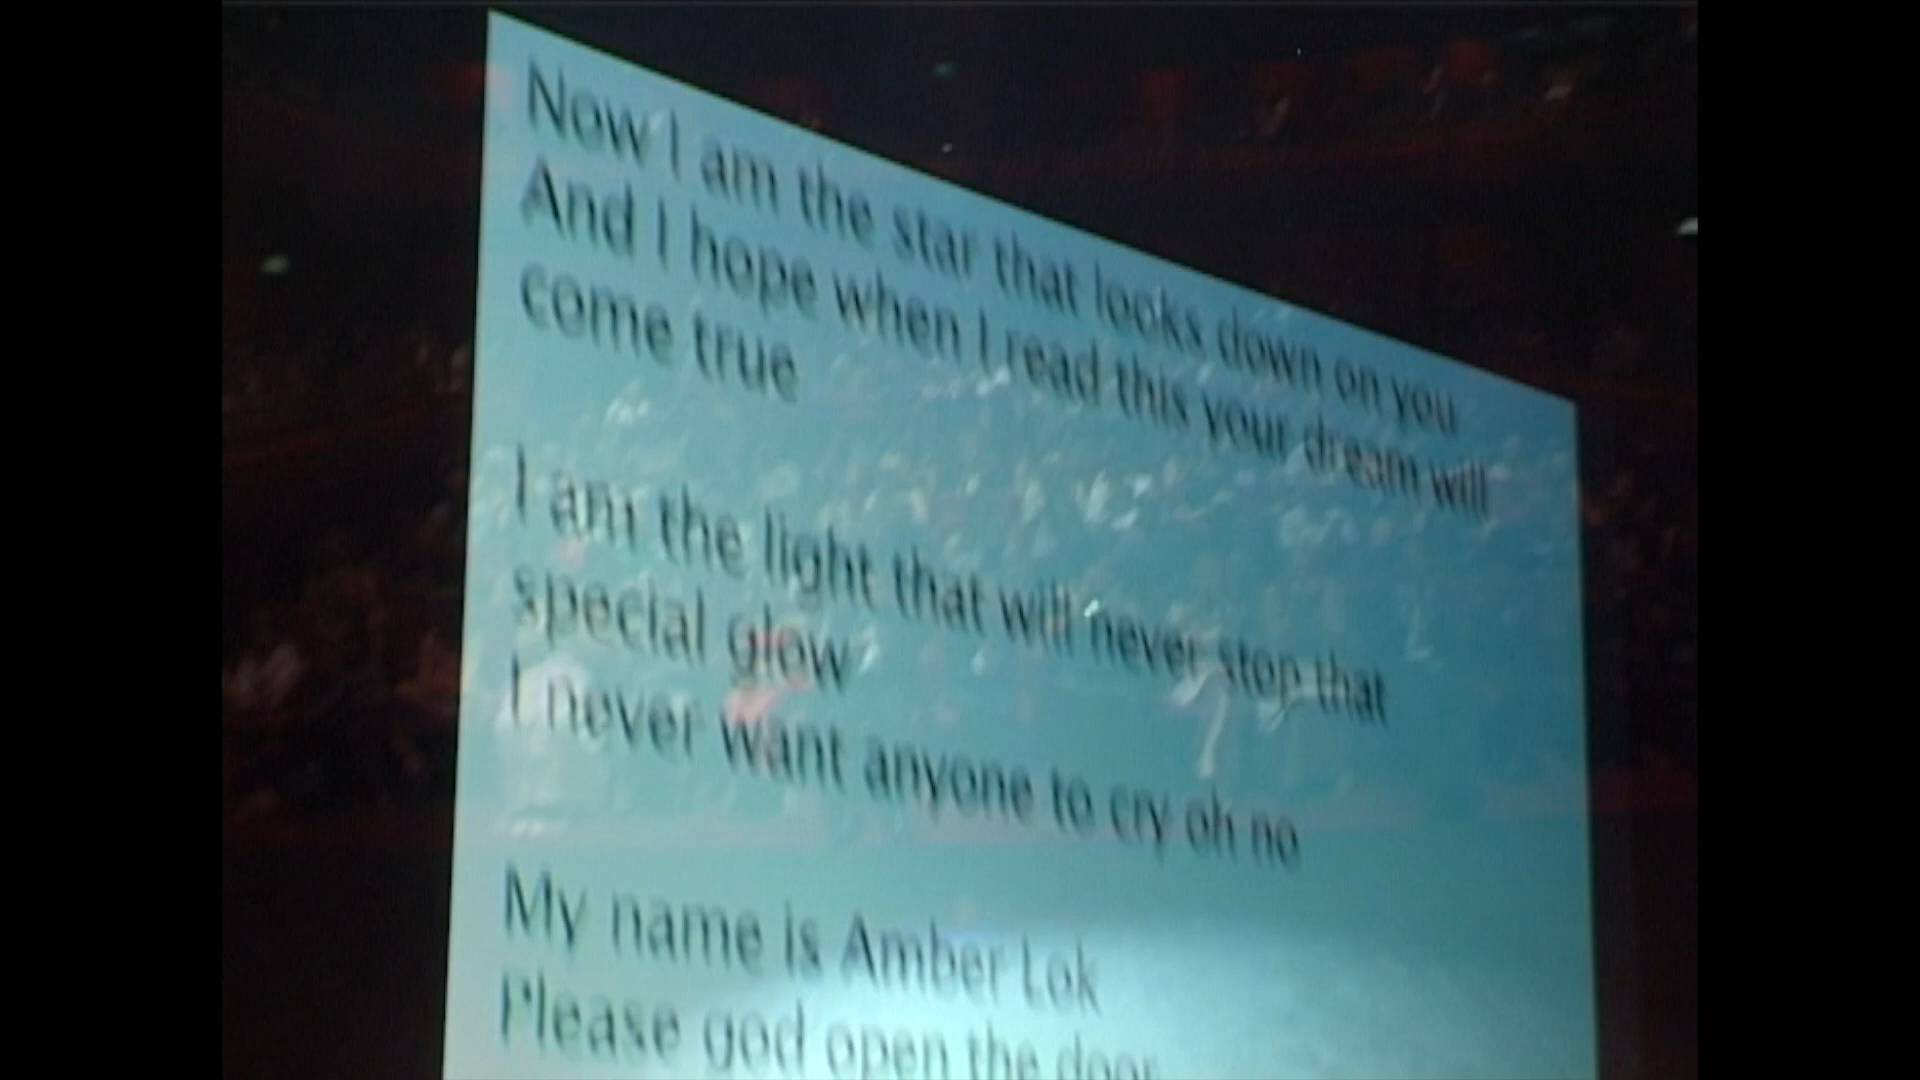 Now I am the star that looks down on you
And I hope when I read this your dream will
come true
I am the light that will never stop that
special glow
I never want anyone to cry oh no
My name is Amber Lok
Please god open the door